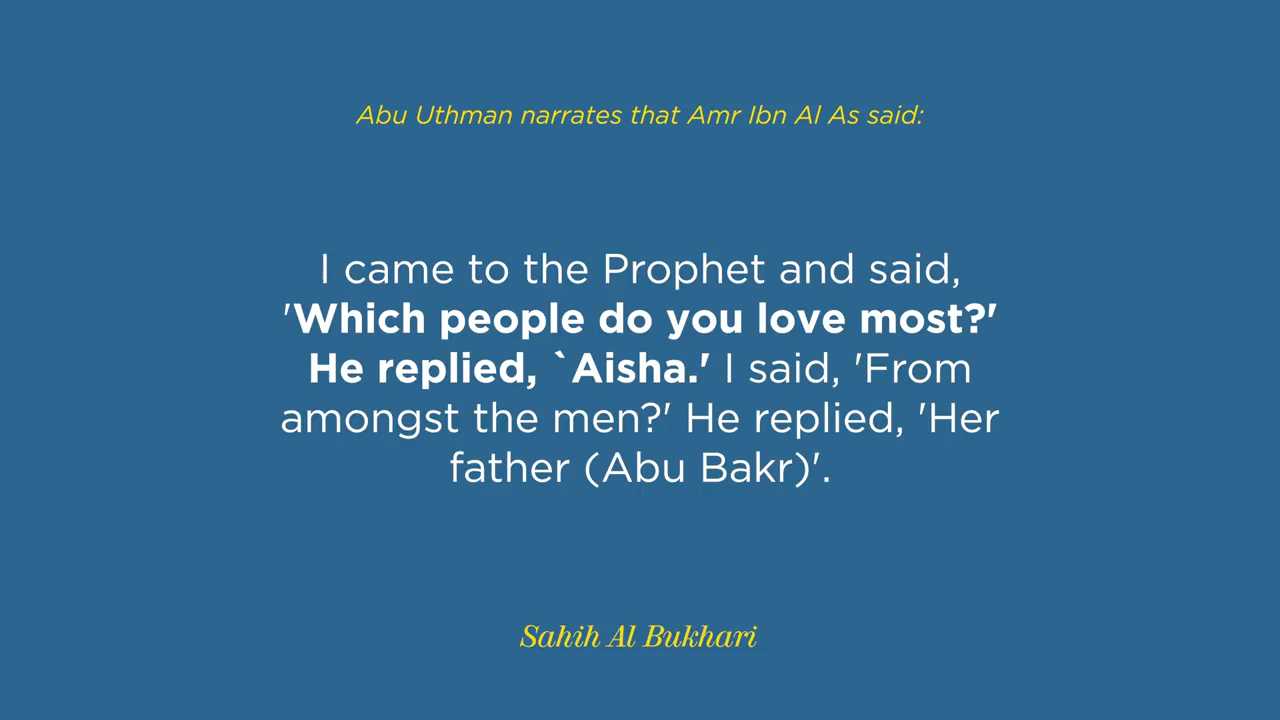 Abu Uthman narrates that Amr Ibn Al As said:
I came to the Prophet and said,
'Which people do you love most?'
He replied, `Aisha.' I said, 'From
amongst the men?' He replied, 'Her
father (Abu Bakr)'.
Sahih Al Bukhari